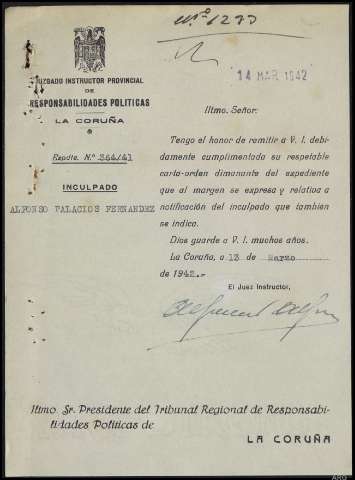 Nº 1277
14 MAR 1942
JUZGADO INSTRUCTOR PROVINCIAL
DE
RESPONSABILIDADES POLITICAS
LA CORUÑA
Expdte. N.º 364/41
INCULPADO
ALFONSO PALACIOS FERNANDEZ
Iltmo. Señor:
Tengo el honor de remitir a V. I. debi-
damente cumplimentado su respetable
carta-orden dimanante del expediente
que al margen se expresa y relativa a
notificación del inculpado que también
se indica.
Dios guarde a V. I. muchos años.
La Coruña, a 13 de Marzo
de 1942.-
El Juez Instructor,
Iltmo. Sr. Presidente del Tribunal Regional de Responsabi-
lidades Políticas de
LA CORUÑA